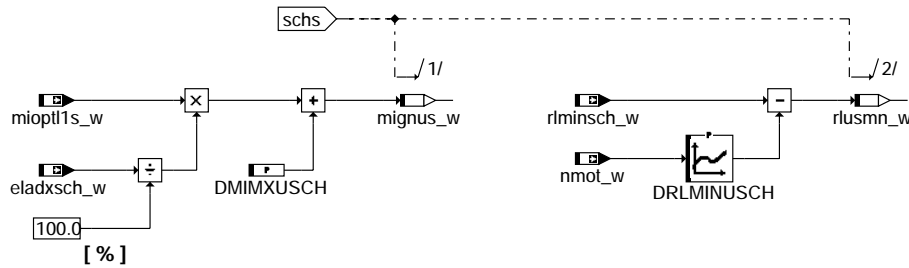 schs
1/
2/
mioptl1s_w
mignus_w
rlminsch_w
rlusmn_w
P
eladxsch_w
P
DMIMXUSCH
nmot_w
DRLMINUSCH
100.0
[ % ]